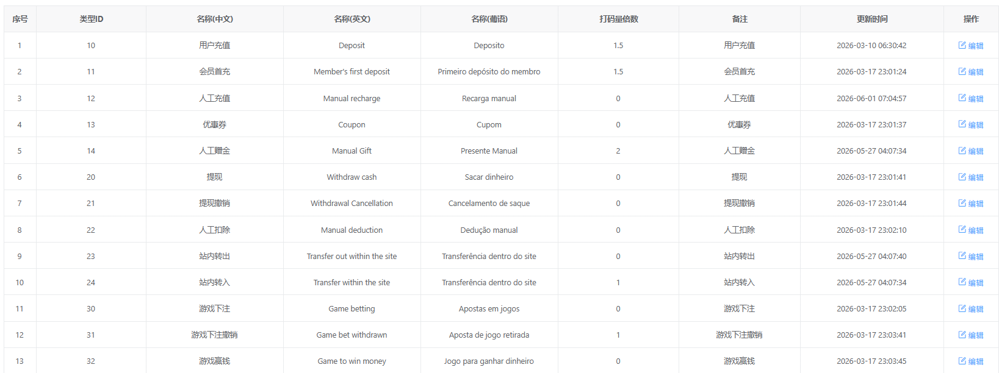 序号 类型ID 名称(中文) 名称(英文) 名称(葡语) 打码量倍数 备注 更新时间 操作
1 10 用户充值 Deposit Deposito 1.5 用户充值 2026-03-10 06:30:42 编辑
2 11 会员首充 Member's first deposit Primeiro depósito do membro 1.5 会员首充 2026-03-17 23:01:24 编辑
3 12 人工充值 Manual recharge Recarga manual 0 人工充值 2026-06-01 07:04:57 编辑
4 13 优惠券 Coupon Cupom 0 优惠券 2026-03-17 23:01:37 编辑
5 14 人工赠金 Manual Gift Presente Manual 2 人工赠金 2026-05-27 04:07:34 编辑
6 20 提现 Withdraw cash Sacar dinheiro 0 提现 2026-03-17 23:01:41 编辑
7 21 提现撤销 Withdrawal Cancellation Cancelamento de saque 0 提现撤销 2026-03-17 23:01:44 编辑
8 22 人工扣除 Manual deduction Dedução manual 0 人工扣除 2026-03-17 23:02:10 编辑
9 23 站内转出 Transfer out within the site Transferência dentro do site 0 站内转出 2026-05-27 04:07:40 编辑
10 24 站内转入 Transfer within the site Transferência dentro do site 1 站内转入 2026-05-27 04:07:34 编辑
11 30 游戏下注 Game betting Apostas em jogos 0 游戏下注 2026-03-17 23:02:05 编辑
12 31 游戏下注撤销 Game bet withdrawn Aposta de jogo retirada 1 游戏下注撤销 2026-03-17 23:03:41 编辑
13 32 游戏赢钱 Game to win money Jogo para ganhar dinheiro 0 游戏赢钱 2026-03-17 23:03:45 编辑